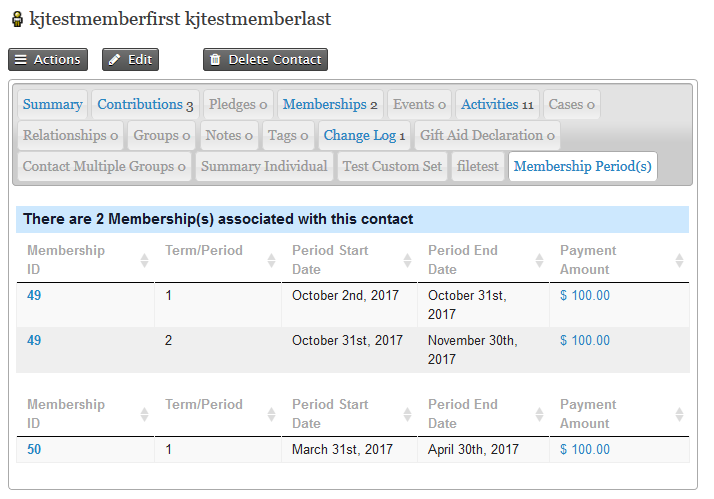 kjtestmemberfirst kjtestmemberlast
Actions Edit Delete Contact
Summary Contributions 3 Pledges 0 Memberships 2 Events 0 Activities 11 Cases 0
Relationships 0 Groups 0 Notes 0 Tags 0 Change Log 1 Gift Aid Declaration 0
Contact Multiple Groups 0 Summary Individual Test Custom Set filetest Membership Period(s)
There are 2 Membership(s) associated with this contact
Membership Term/Period Period Start Period End Payment
ID Date Date Amount
49 1 October 2nd, 2017 October 31st, $ 100.00
2017
49 2 October 31st, 2017 November 30th, $ 100.00
2017
Membership Term/Period Period Start Period End Payment
ID Date Date Amount
50 1 March 31st, 2017 April 30th, 2017 $ 100.00